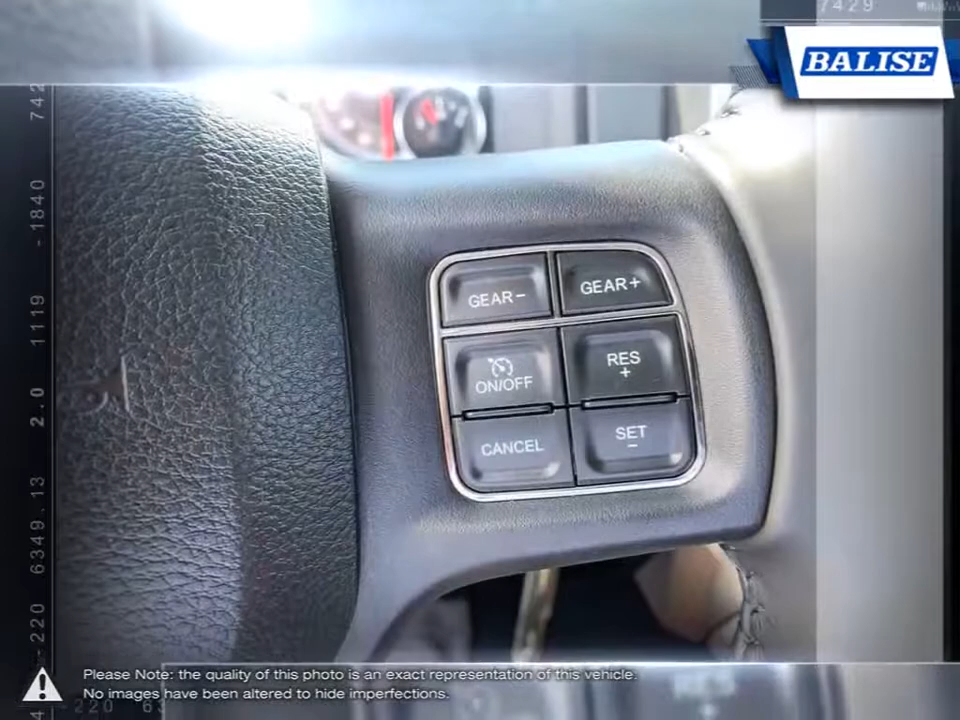 7429
BALISE
742
- 1840
1119
2.0
6349.13
- 220
GEAR–
GEAR+
ON/OFF
RES
+
CANCEL
SET
–
Please Note: the quality of this photo is an exact representation of this vehicle.
No images have been altered to hide imperfections.
- 220